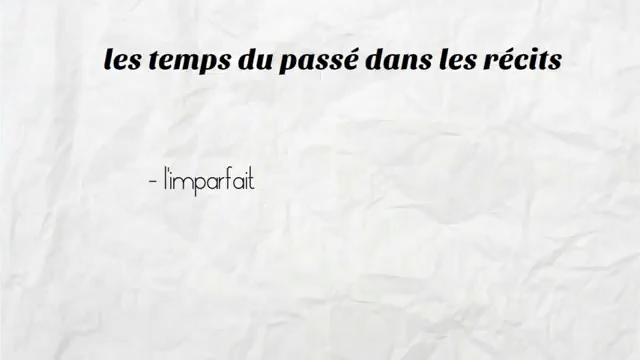 les temps du passé dans les récits
- l'imparfait